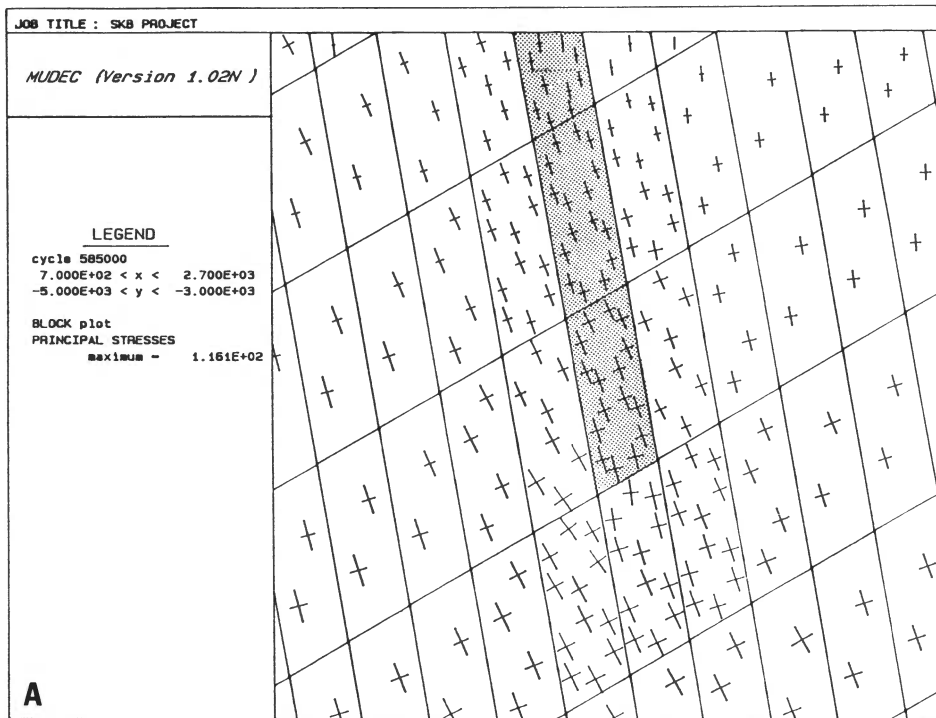 JOB TITLE : SKB PROJECT
MUDEC (Version 1.02N )
LEGEND
cycle 585000
7.000E+02 < x < 2.700E+03
-5.000E+03 < y < -3.000E+03
BLOCK plot
PRINCIPAL STRESSES
maximum = 1.161E+02
A